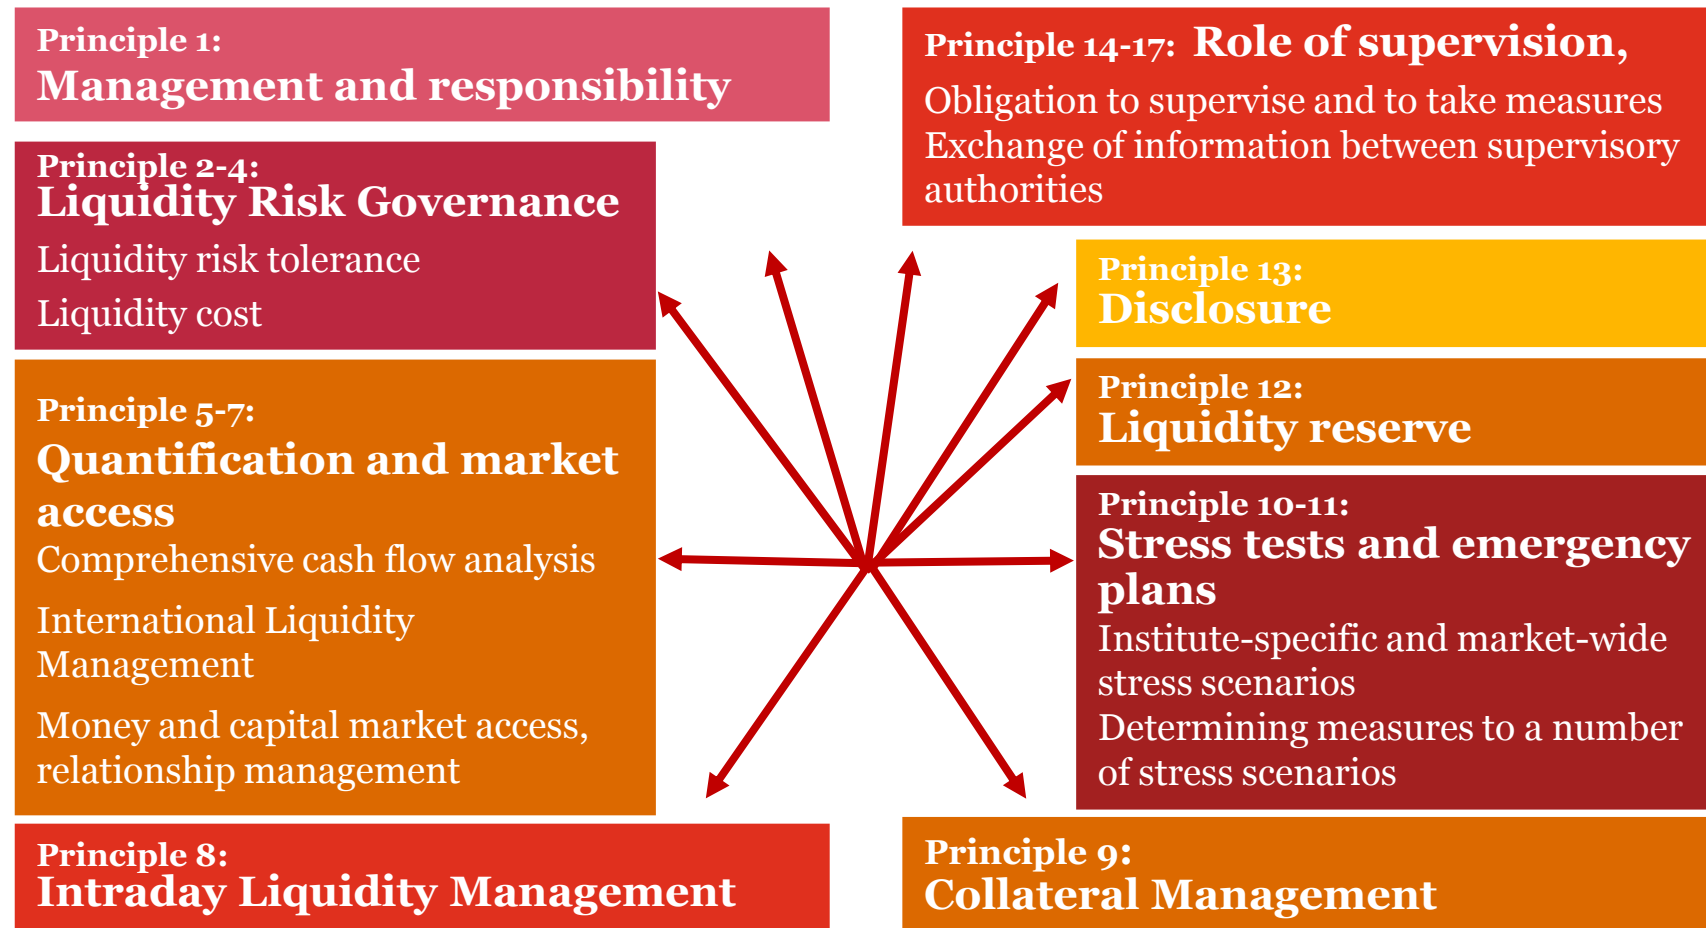 Principle 1:
Management and responsibility
Principle 2-4:
Liquidity Risk Governance
Liquidity risk tolerance
Liquidity cost
Principle 5-7:
Quantification and market
access
Comprehensive cash flow analysis
International Liquidity
Management
Money and capital market access,
relationship management
Principle 8:
Intraday Liquidity Management
Principle 14-17: Role of supervision,
Obligation to supervise and to take measures
Exchange of information between supervisory
authorities
Principle 13:
Disclosure
Principle 12:
Liquidity reserve
Principle 10-11:
Stress tests and emergency
plans
Institute-specific and market-wide
stress scenarios
Determining measures to a number
of stress scenarios
Principle 9:
Collateral Management